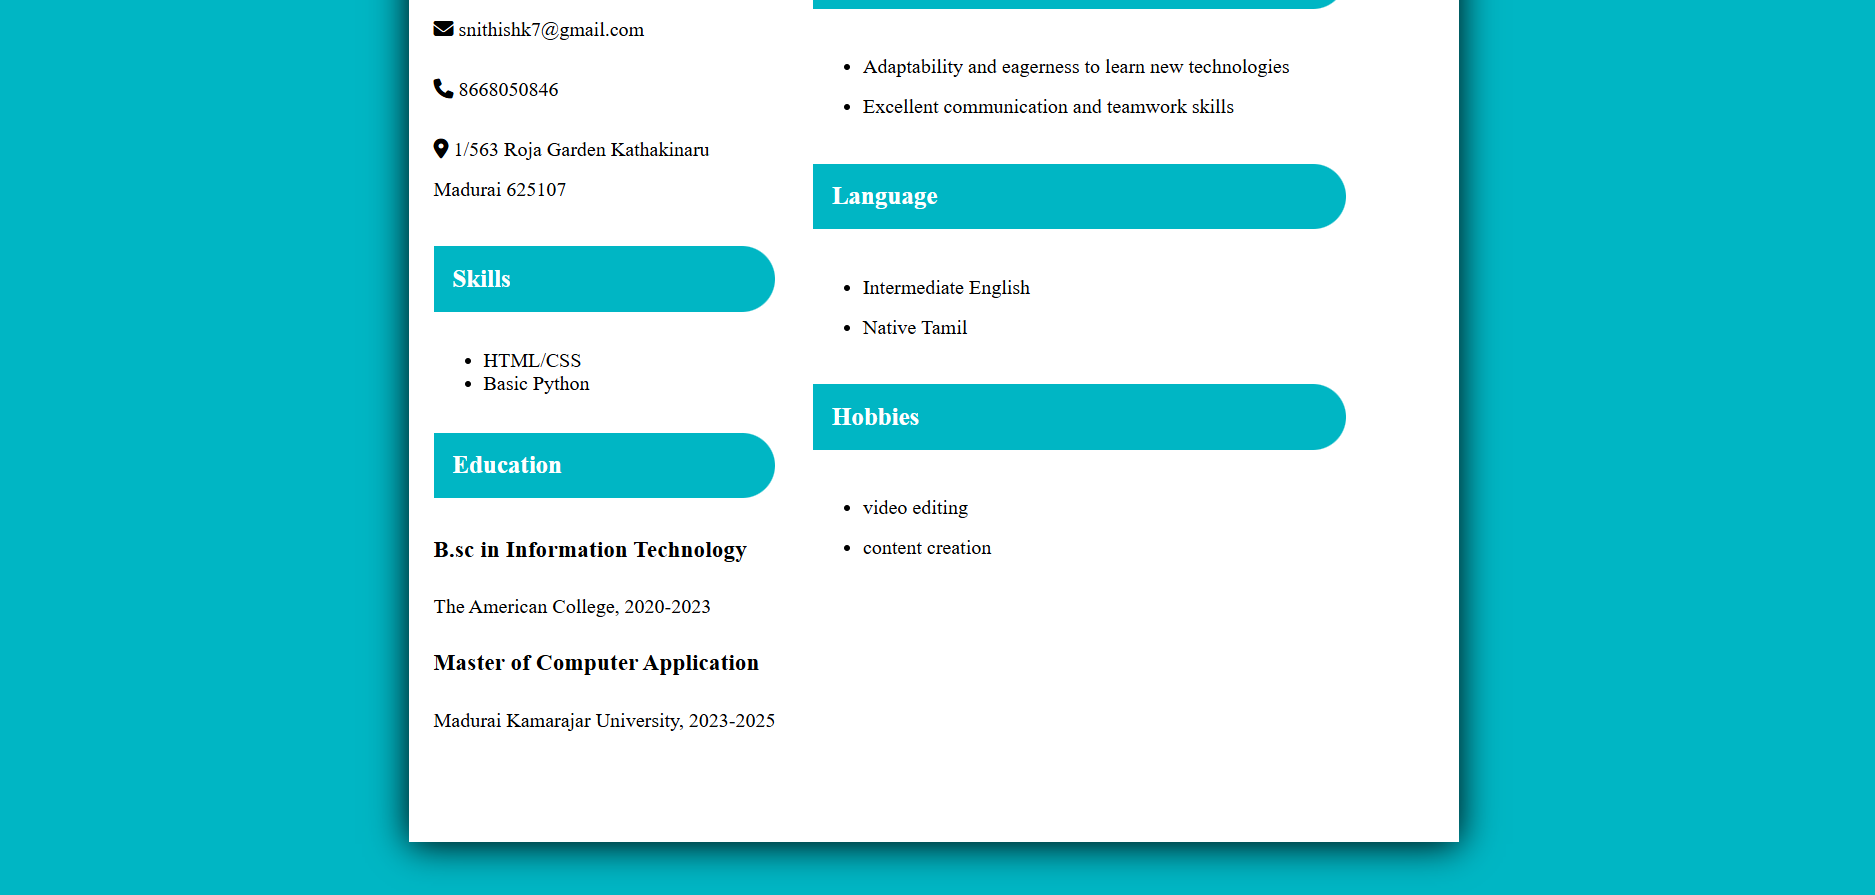 snithishk7@gmail.com
8668050846
1/563 Roja Garden Kathakinaru
Madurai 625107
Skills
HTML/CSS
Basic Python
Education
B.sc in Information Technology
The American College, 2020-2023
Master of Computer Application
Madurai Kamarajar University, 2023-2025
Adaptability and eagerness to learn new technologies
Excellent communication and teamwork skills
Language
Intermediate English
Native Tamil
Hobbies
video editing
content creation